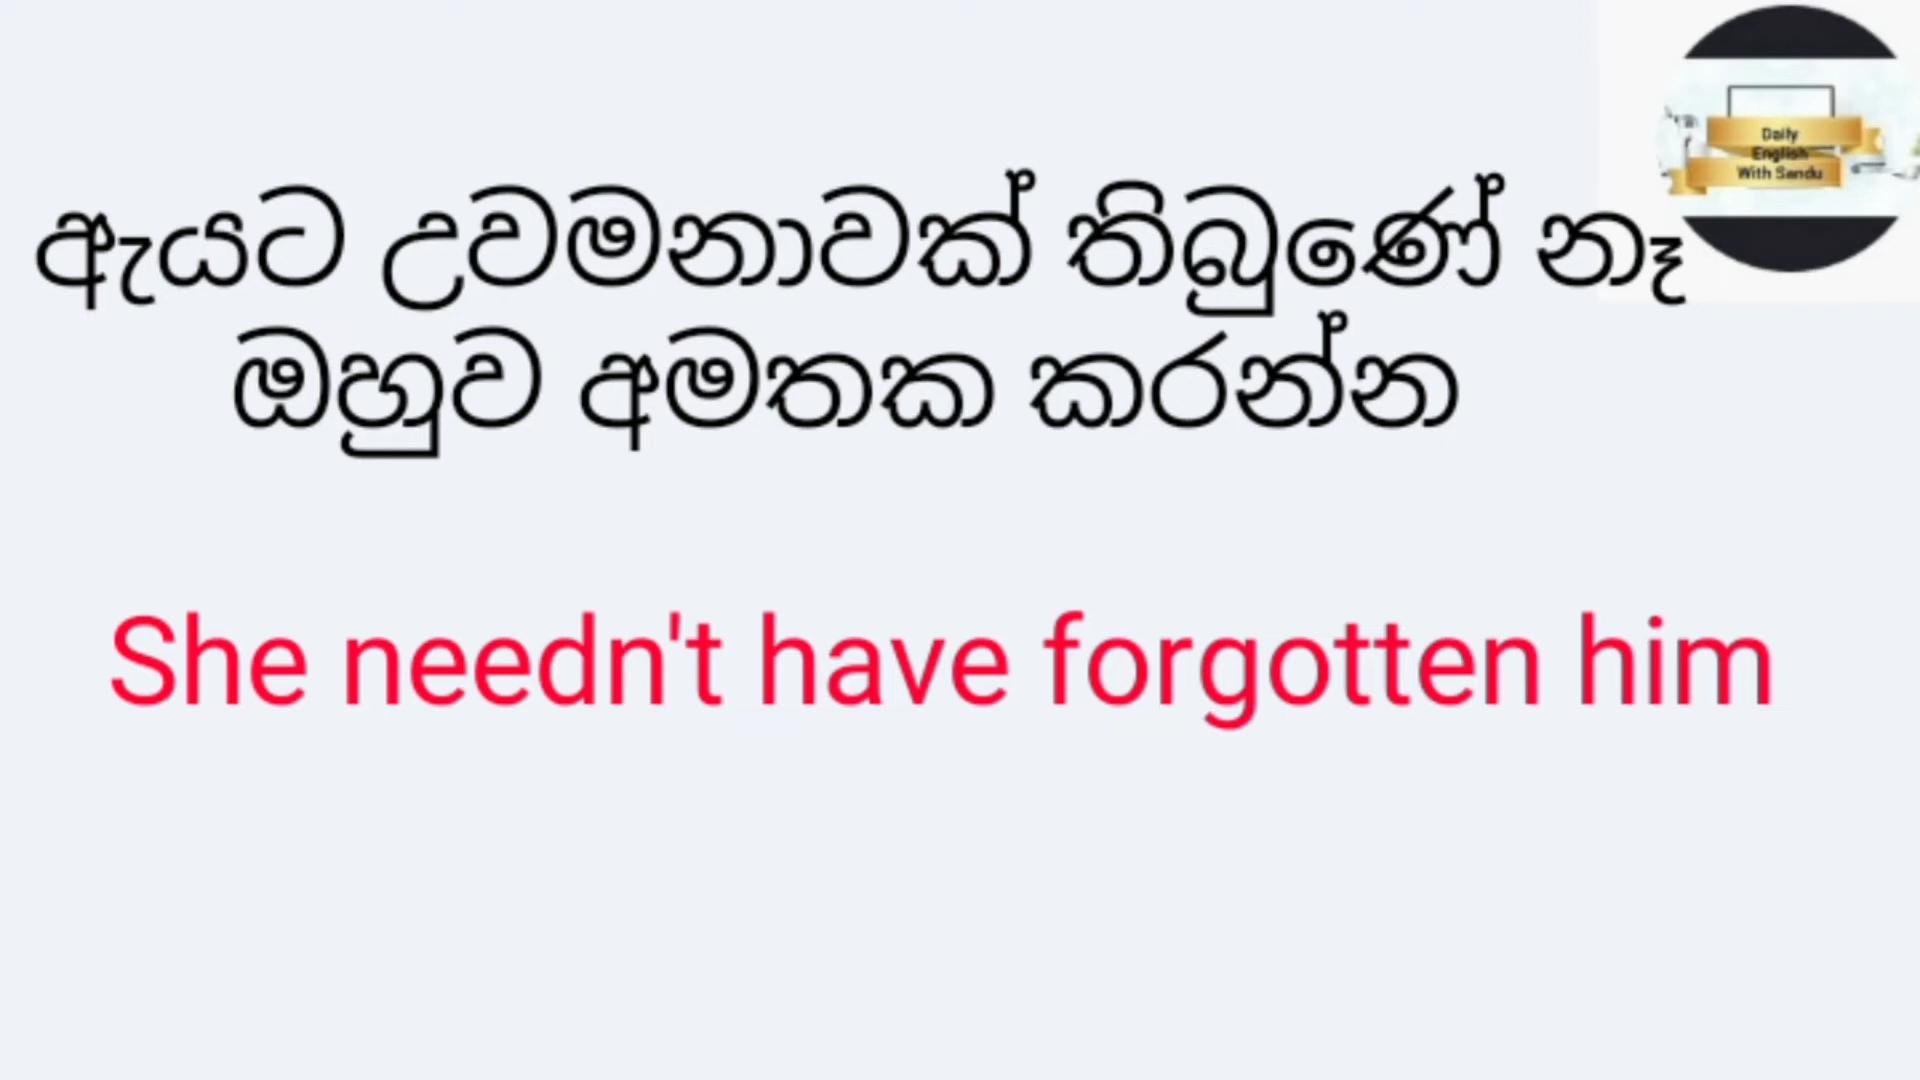 ඇයට උවමනාවක් තිබුණේ නෑ
ඔහුව අමතක කරන්න
She needn't have forgotten him
Daily
English
With Sandu